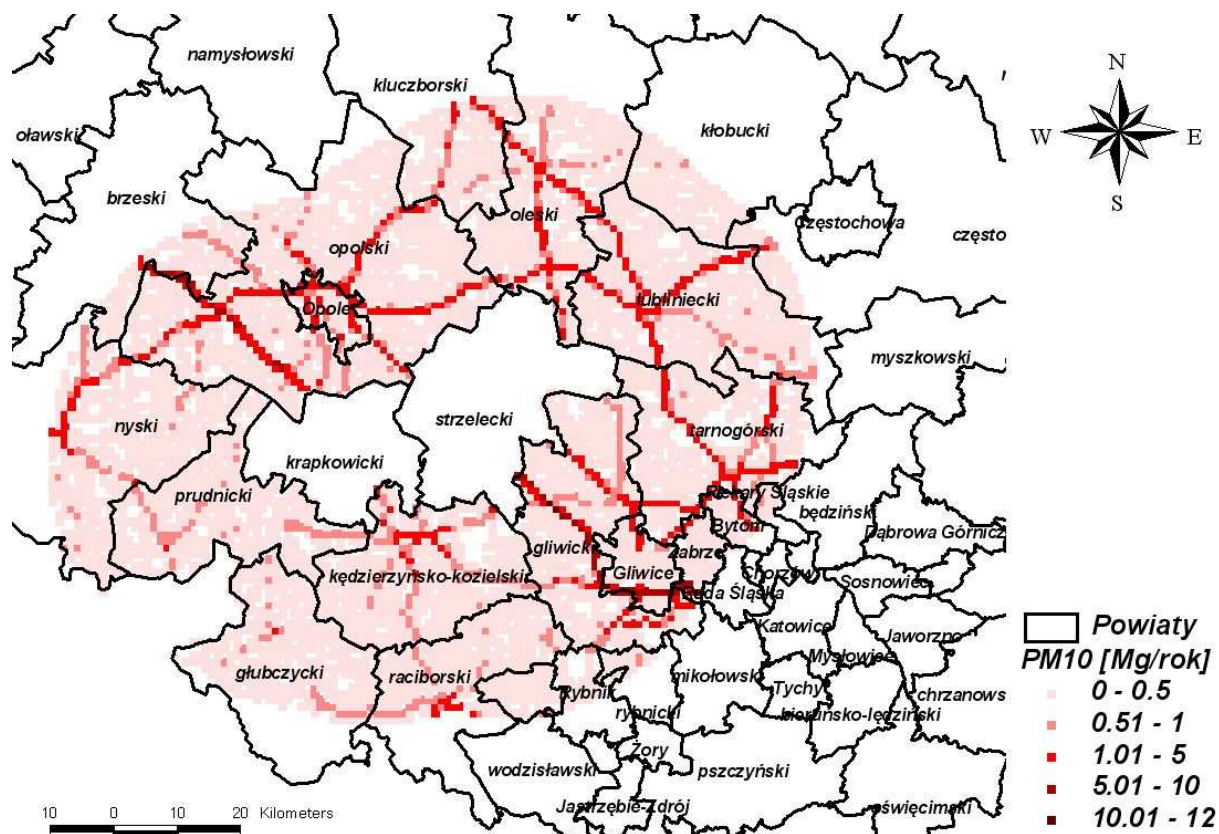 namysłowski
kluczborski
N
oławski
kłobucki
W
E
brzeski
S
oleski
Częstochowa
często
opolski
Opole
lubliniecki
myszkowski
nyski
strzelecki
tarnogórski
krapkowicki
prudnicki
Piekary Śląskie
będziński
Bytom
Dąbrowa Górnicz
gliwicki
Zabrze
kędzierzyńsko-kozielski
Gliwice
Chorzów
Sosnowiec
Ruda Śląska
Katowice
Jaworzno
Powiaty
Mysłowice
PM10 [Mg/rok]
głubczycki
raciborski
mikołowski
Rybnik
Tychy
chrzanows
0 - 0.5
rybnicki
bieruńsko-lędziński
0.51 - 1
Żory
1.01 - 5
wodzisławski
pszczyński
5.01 - 10
Jastrzębie-Zdrój
oświęcimski
10.01 - 12
10 0 10 20 Kilometers